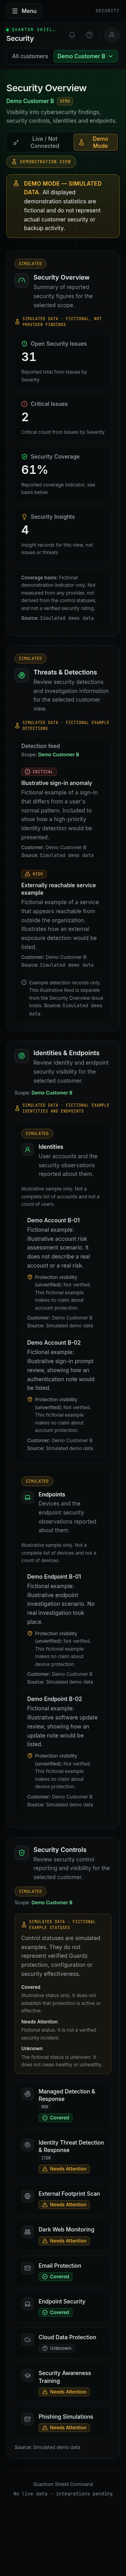 Menu
SECURITY
QUANTUM SHIEL…
Security
All customers
Demo Customer B
Security Overview
Demo Customer B DEMO
Visibility into cybersecurity findings, security controls, identities and endpoints.
Live / Not Connected
Demo Mode
DEMONSTRATION VIEW
DEMO MODE — SIMULATED DATA. All displayed demonstration statistics are fictional and do not represent actual customer security or backup activity.
SIMULATED
Security Overview
Summary of reported security figures for the selected scope.
SIMULATED DATA · FICTIONAL, NOT PROVIDER FINDINGS
Open Security Issues
31
Reported total from Issues by Severity
Critical Issues
2
Critical count from Issues by Severity
Security Coverage
61%
Reported coverage indicator, see basis below
Security Insights
4
Insight records for this view, not issues or threats
Coverage basis: Fictional demonstration indicator only. Not measured from any provider, not derived from the control statuses, and not a verified security rating.
Source: Simulated demo data
SIMULATED
Threats & Detections
Review security detections and investigation information for the selected customer view.
SIMULATED DATA · FICTIONAL EXAMPLE DETECTIONS
Detection feed
Scope: Demo Customer B
CRITICAL
Illustrative sign-in anomaly
Fictional example of a sign-in that differs from a user's normal pattern, included to show how a high-priority identity detection would be presented.
Customer: Demo Customer B
Source: Simulated demo data
HIGH
Externally reachable service example
Fictional example of a service that appears reachable from outside the organization. Illustrates how an external exposure detection would be listed.
Customer: Demo Customer B
Source: Simulated demo data
Example detection records only. This illustrative feed is separate from the Security Overview issue totals. Source: Simulated demo data
Identities & Endpoints
Review identity and endpoint security visibility for the selected customer.
Scope: Demo Customer B
SIMULATED DATA · FICTIONAL EXAMPLE IDENTITIES AND ENDPOINTS
SIMULATED
Identities
User accounts and the security observations reported about them.
Illustrative sample only. Not a complete list of accounts and not a count of users.
Demo Account B-01
Fictional example: illustrative account risk assessment scenario. It does not describe a real account or a real risk.
Protection visibility (unverified): Not verified. This fictional example makes no claim about account protection.
Customer: Demo Customer B
Source: Simulated demo data
Demo Account B-02
Fictional example: illustrative sign-in prompt review, showing how an authentication note would be listed.
Protection visibility (unverified): Not verified. This fictional example makes no claim about account protection.
Customer: Demo Customer B
Source: Simulated demo data
SIMULATED
Endpoints
Devices and the endpoint security observations reported about them.
Illustrative sample only. Not a complete list of devices and not a count of devices.
Demo Endpoint B-01
Fictional example: illustrative endpoint investigation scenario. No real investigation took place.
Protection visibility (unverified): Not verified. This fictional example makes no claim about device protection.
Customer: Demo Customer B
Source: Simulated demo data
Demo Endpoint B-02
Fictional example: illustrative software update review, showing how an update note would be listed.
Protection visibility (unverified): Not verified. This fictional example makes no claim about device protection.
Customer: Demo Customer B
Source: Simulated demo data
Security Controls
Review security control reporting and visibility for the selected customer.
SIMULATED
Scope: Demo Customer B
SIMULATED DATA · FICTIONAL EXAMPLE STATUSES
Control statuses are simulated examples. They do not represent verified Guardz protection, configuration or security effectiveness.
Covered
Illustrative status only. It does not establish that protection is active or effective.
Needs Attention
Fictional status. It is not a verified security incident.
Unknown
The fictional status is unknown. It does not mean healthy or unhealthy.
Managed Detection & Response
MDR
Covered
Identity Threat Detection & Response
ITDR
Needs Attention
External Footprint Scan
Needs Attention
Dark Web Monitoring
Needs Attention
Email Protection
Covered
Endpoint Security
Covered
Cloud Data Protection
Unknown
Security Awareness Training
Needs Attention
Phishing Simulations
Needs Attention
Source: Simulated demo data
Quantum Shield Command
No live data · integrations pending